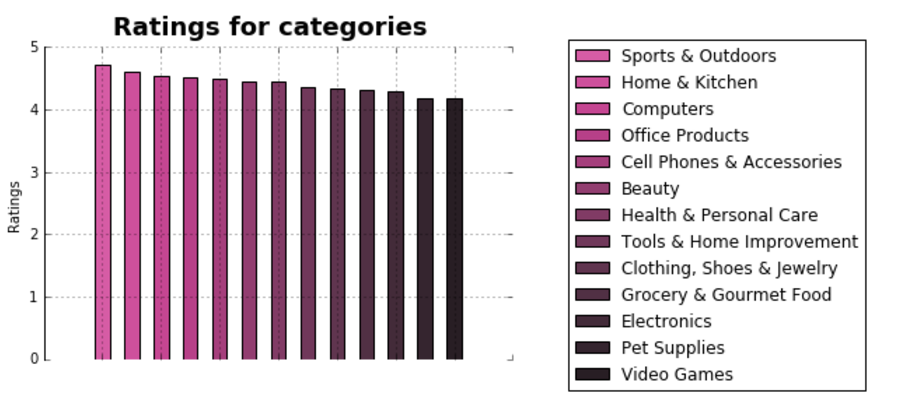 Ratings for categories
5
4
3
2
1
0
Ratings
Sports & Outdoors
Home & Kitchen
Computers
Office Products
Cell Phones & Accessories
Beauty
Health & Personal Care
Tools & Home Improvement
Clothing, Shoes & Jewelry
Grocery & Gourmet Food
Electronics
Pet Supplies
Video Games